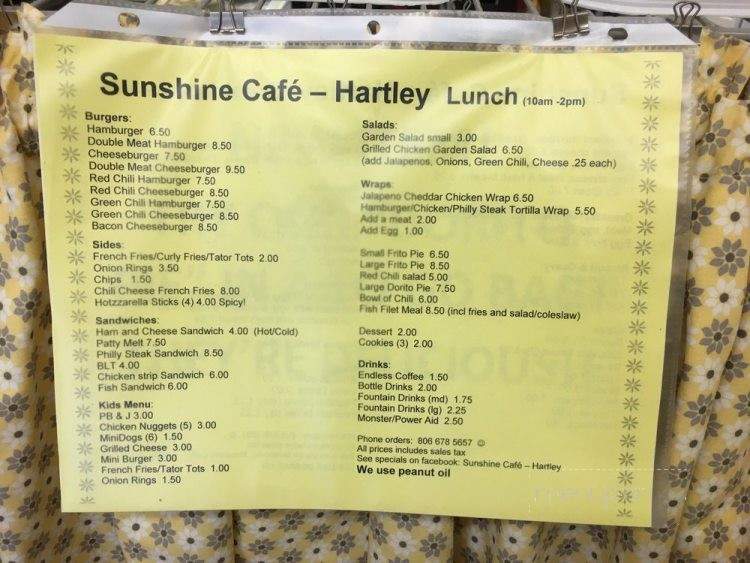 Sunshine Café – Hartley Lunch (10am -2pm)
Burgers:
Hamburger 6.50
Double Meat Hamburger 8.50
Cheeseburger 7.50
Double Meat Cheeseburger 9.50
Red Chili Hamburger 7.50
Red Chili Cheeseburger 8.50
Green Chili Hamburger 7.50
Green Chili Cheeseburger 8.50
Bacon Cheeseburger 8.50
Sides:
French Fries/Curly Fries/Tator Tots 2.00
Onion Rings 3.50
Chips 1.50
Chili Cheese French Fries 8.00
Hotzzarella Sticks (4) 4.00 Spicy!
Sandwiches:
Ham and Cheese Sandwich 4.00 (Hot/Cold)
Patty Melt 7.50
Philly Steak Sandwich 8.50
BLT 4.00
Chicken strip Sandwich 6.00
Fish Sandwich 6.00
Kids Menu:
PB & J 3.00
Chicken Nuggets (5) 3.00
MiniDogs (6) 1.50
Grilled Cheese 3.00
Mini Burger 3.00
French Fries/Tator Tots 1.00
Onion Rings 1.50
Salads:
Garden Salad small 3.00
Grilled Chicken Garden Salad 6.50
(add Jalapenos, Onions, Green Chili, Cheese .25 each)
Wraps:
Jalapeno Cheddar Chicken Wrap 6.50
Hamburger/Chicken/Philly Steak Tortilla Wrap 5.50
Add a meat 2.00
Add Egg 1.00
Small Frito Pie 6.50
Large Frito Pie 8.50
Red Chili salad 5.00
Large Dorito Pie 7.50
Bowl of Chili 6.00
Fish Filet Meal 8.50 (incl fries and salad/coleslaw)
Dessert 2.00
Cookies (3) 2.00
Drinks:
Endless Coffee 1.50
Bottle Drinks 2.00
Fountain Drinks (md) 1.75
Fountain Drinks (lg) 2.25
Monster/Power Aid 2.50
Phone orders: 806 678 5657 ☺
All prices includes sales tax
See specials on facebook: Sunshine Café – Hartley
We use peanut oil